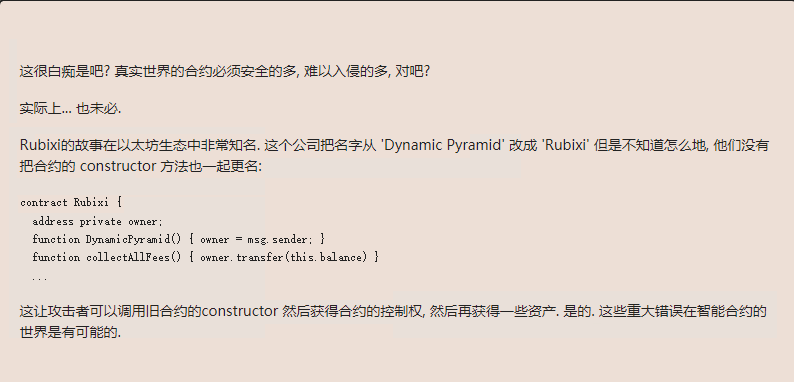 这很白痴是吧? 真实世界的合约必须安全的多, 难以入侵的多, 对吧?
实际上... 也未必.
Rubixi的故事在以太坊生态中非常知名. 这个公司把名字从 'Dynamic Pyramid' 改成 'Rubixi' 但是不知道怎么地, 他们没有
把合约的 constructor 方法也一起更名:
contract Rubixi {
  address private owner;
  function DynamicPyramid() { owner = msg.sender; }
  function collectAllFees() { owner.transfer(this.balance) }
  ...
这让攻击者可以调用旧合约的constructor 然后获得合约的控制权, 然后再获得一些资产. 是的. 这些重大错误在智能合约的
世界是有可能的.